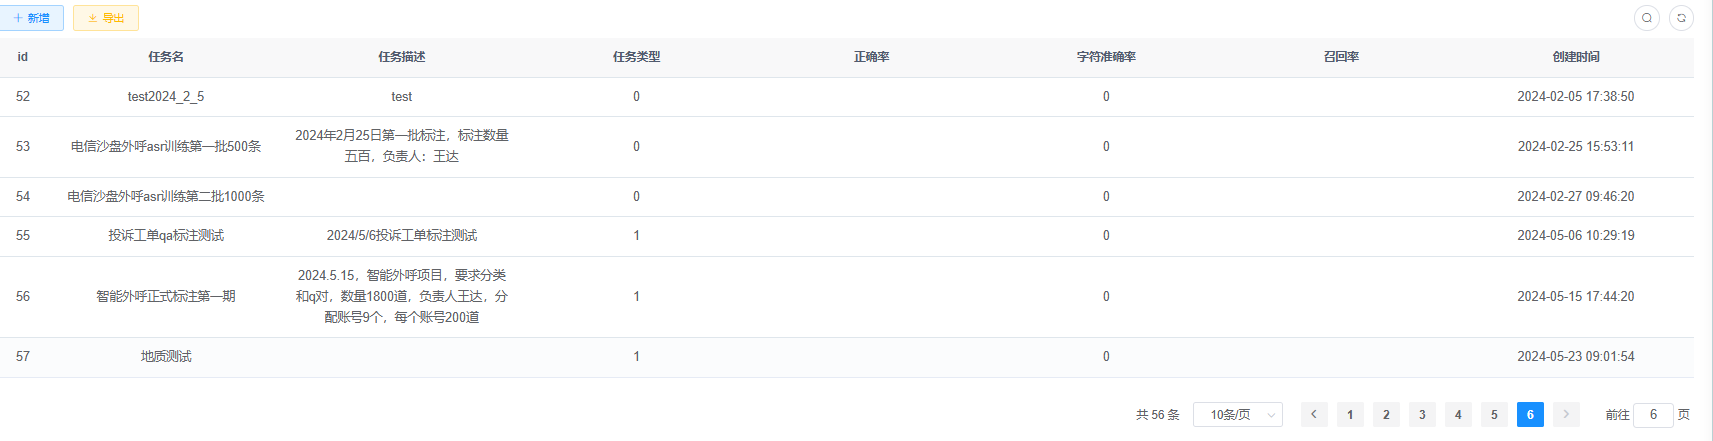 新增 导出
id 任务名 任务描述 任务类型 正确率 字符准确率 召回率 创建时间
52 test2024_2_5 test 0 0 2024-02-05 17:38:50
53 电信沙盘外呼asr训练第一批500条 2024年2月25日第一批标注，标注数量
五百，负责人：王达 0 0 2024-02-25 15:53:11
54 电信沙盘外呼asr训练第二批1000条 0 0 2024-02-27 09:46:20
55 投诉工单qa标注测试 2024/5/6投诉工单标注测试 1 0 2024-05-06 10:29:19
56 智能外呼正式标注第一期 2024.5.15，智能外呼项目，要求分类
和q对，数量1800道，负责人王达，分
配账号9个，每个账号200道 1 0 2024-05-15 17:44:20
57 地质测试 1 0 2024-05-23 09:01:54
共 56 条 10条/页 1 2 3 4 5 6 前往 6 页